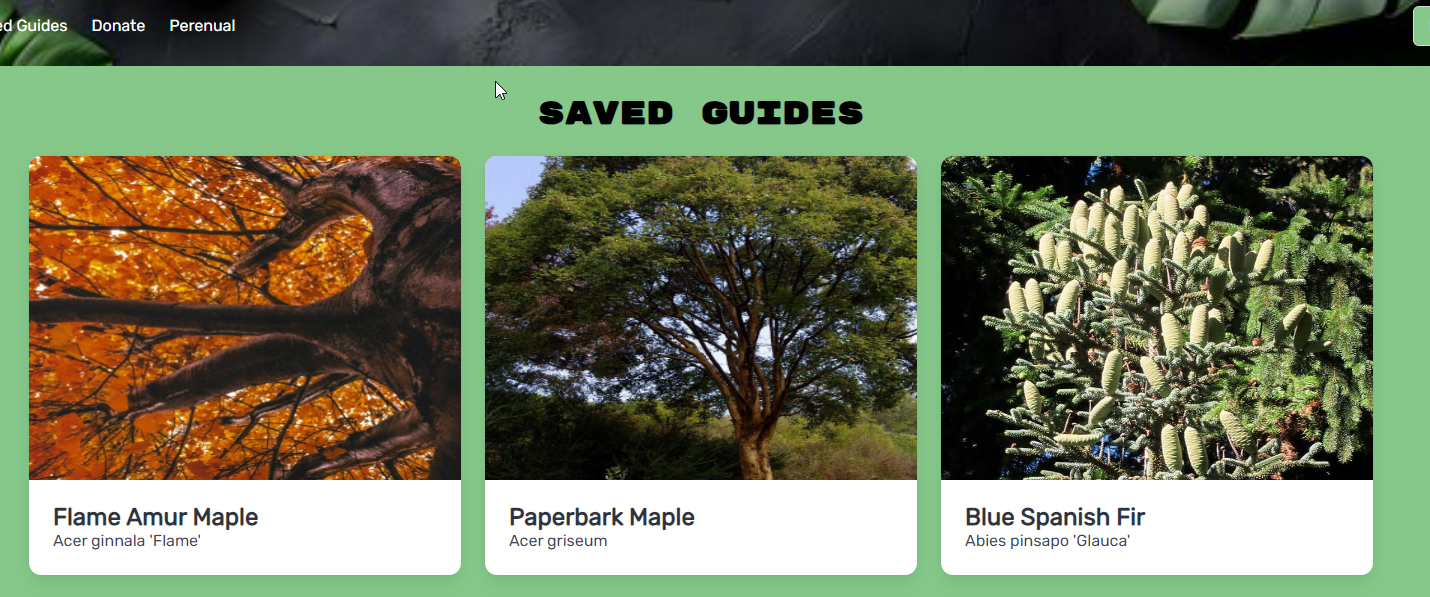 ed Guides Donate Perenual
SAVED GUIDES
Flame Amur Maple
Acer ginnala 'Flame'
Paperbark Maple
Acer griseum
Blue Spanish Fir
Abies pinsapo 'Glauca'